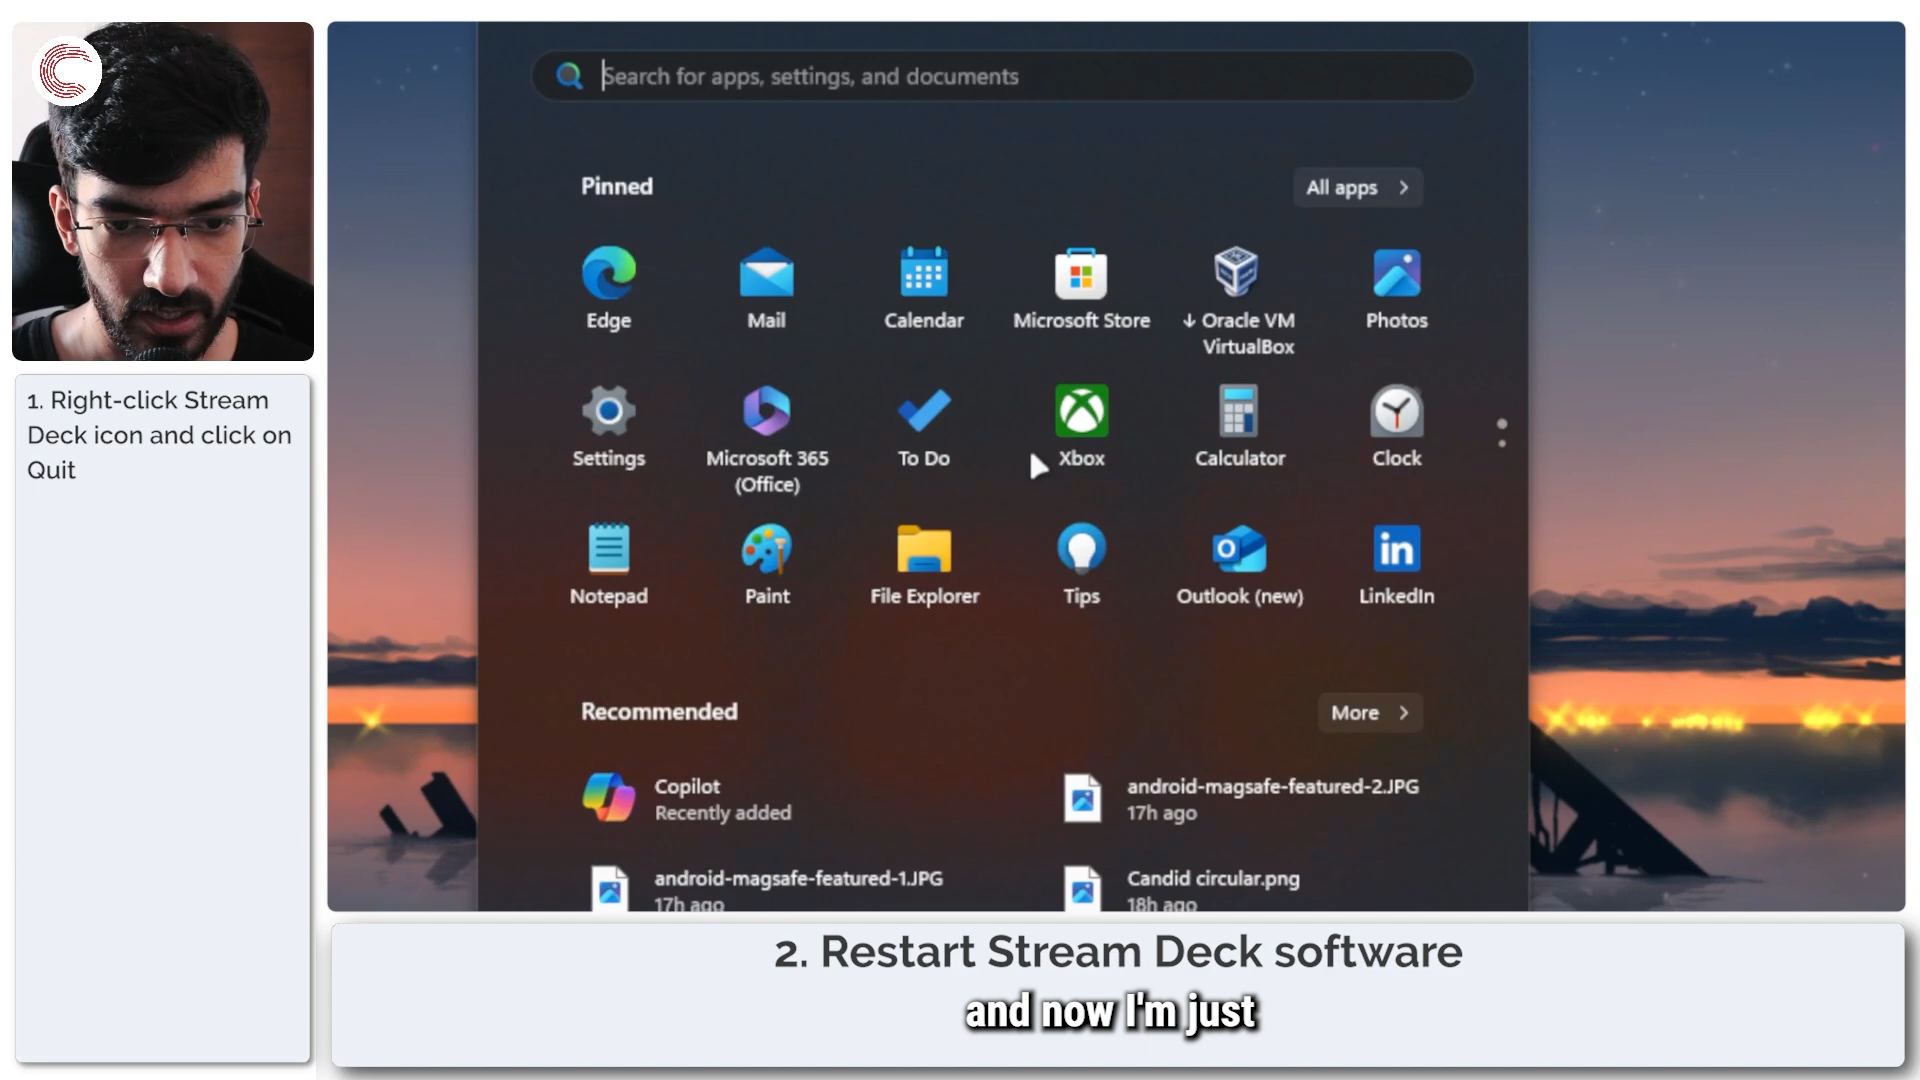 Search for apps, settings, and documents
Pinned
All apps
Edge
Mail
Calendar
Microsoft Store
↓ Oracle VM
VirtualBox
Photos
Settings
Microsoft 365
(Office)
To Do
Xbox
Calculator
Clock
Notepad
Paint
File Explorer
Tips
Outlook (new)
LinkedIn
Recommended
More
Copilot
Recently added
android-magsafe-featured-2.JPG
17h ago
android-magsafe-featured-1.JPG
17h ago
Candid circular.png
18h ago
1. Right-click Stream
Deck icon and click on
Quit
2. Restart Stream Deck software
and now I'm just